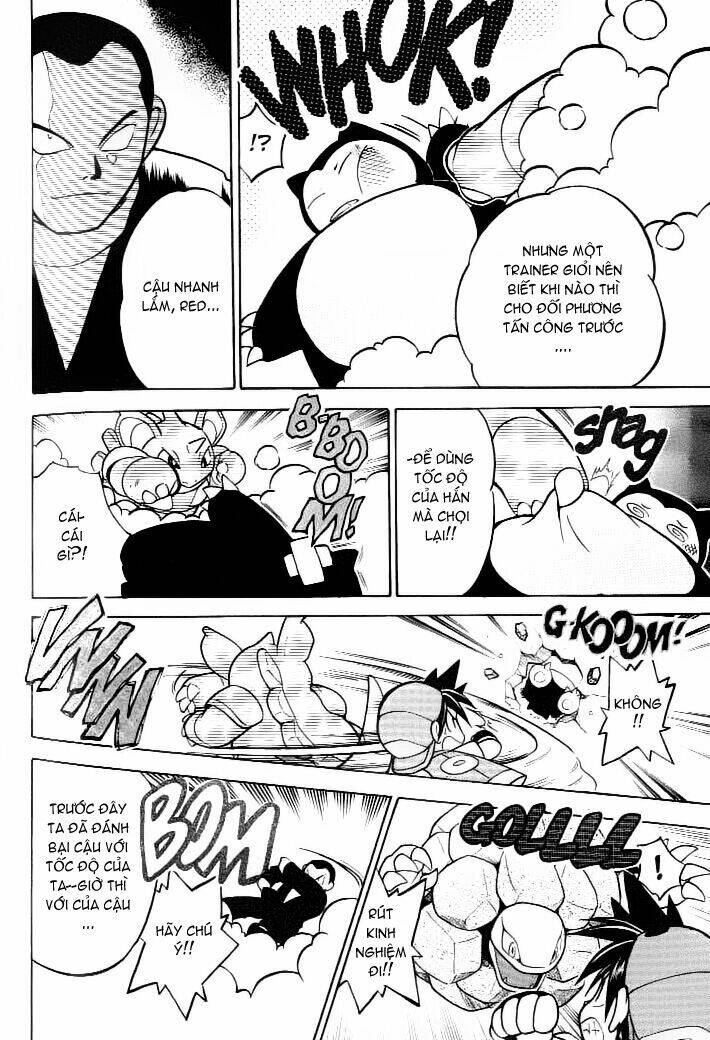 CẬU NHANH
LẮM, RED...
WHOK!
!?
NHƯNG MỘT
TRAINER GIỎI NÊN
BIẾT KHI NÀO THÌ
CHO ĐỐI PHƯƠNG
TẤN CÔNG TRƯỚC
....
CÁI-
CÁI
GÌ?!
B-BOOM!
-ĐỂ DÙNG
TỐC ĐỘ
CỦA HẮN
MÀ CHỌI
LẠI!!
snag
VNNN
G-KOOOM!
KHÔNG
!!
TRƯỚC ĐÂY
TA ĐÃ ĐÁNH
BẠI CẬU VỚI
TỐC ĐỘ CỦA
TA--GIỜ THÌ
VỚI CỦA CẬU
...
BOM
HÃY CHÚ
Ý!!
GOLLLL
!
RÚT
KINH
NGHIỆM
ĐI!!